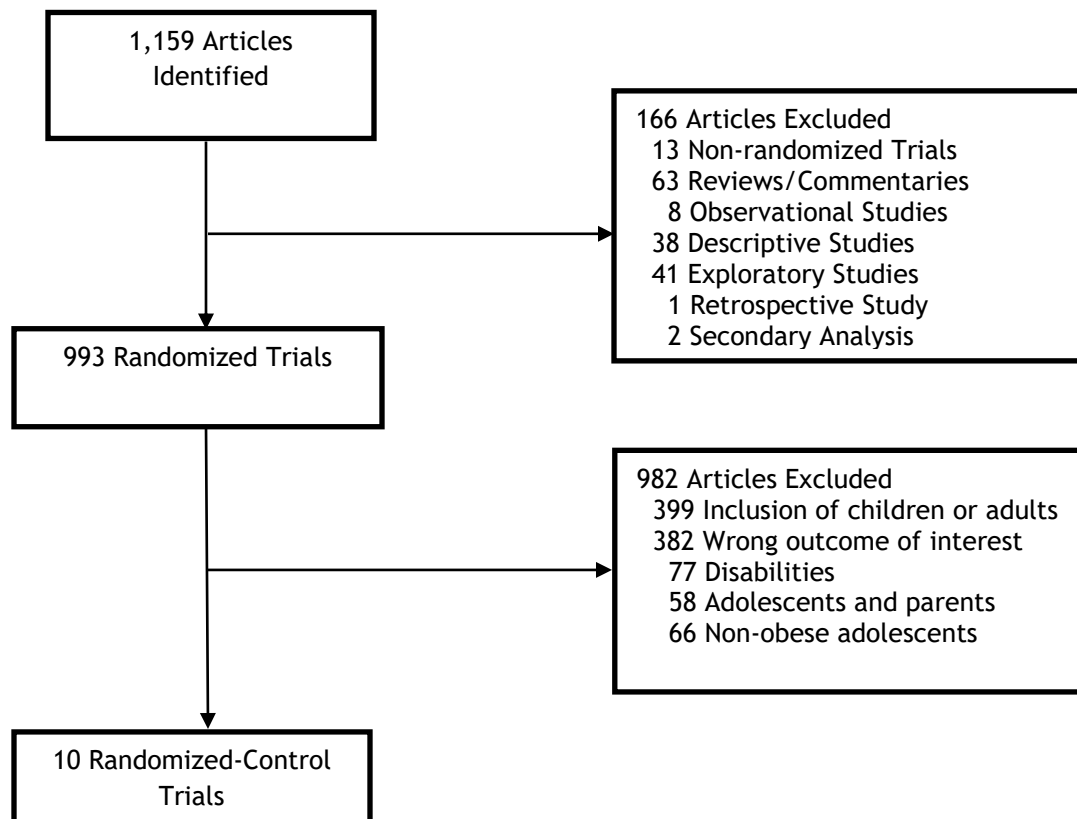 1,159 Articles
Identified
166 Articles Excluded
13 Non-randomized Trials
63 Reviews/Commentaries
8 Observational Studies
38 Descriptive Studies
41 Exploratory Studies
1 Retrospective Study
2 Secondary Analysis
993 Randomized Trials
982 Articles Excluded
399 Inclusion of children or adults
382 Wrong outcome of interest
77 Disabilities
58 Adolescents and parents
66 Non-obese adolescents
10 Randomized-Control
Trials